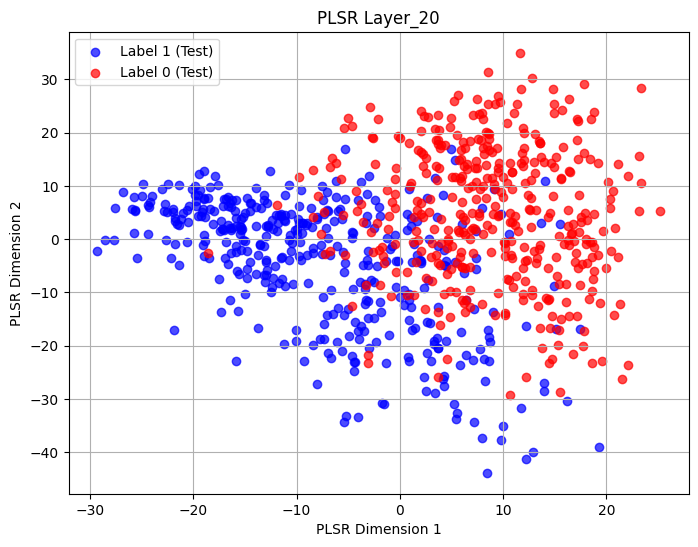 PLSR Layer_20
Label 1 (Test)
Label 0 (Test)
PLSR Dimension 2
30
20
10
0
−10
−20
−30
−40
−30
−20
−10
0
10
20
PLSR Dimension 1